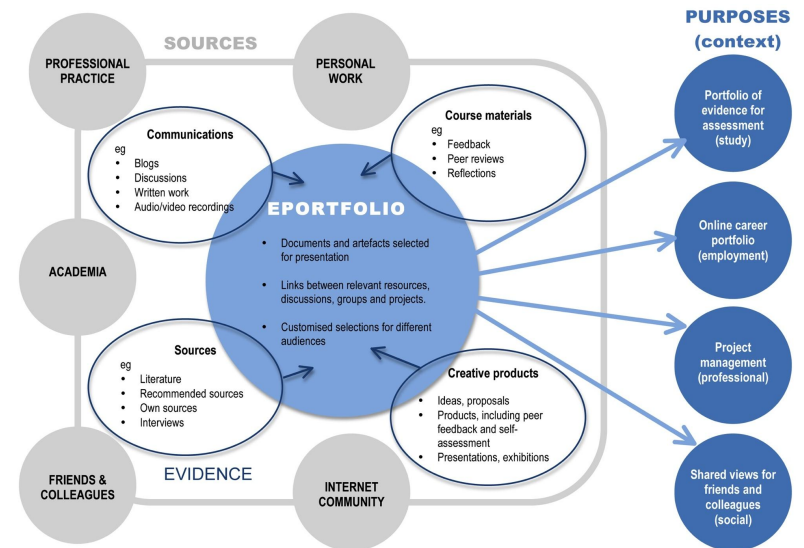 PURPOSES
(context)
SOURCES
PROFESSIONAL
PRACTICE
PERSONAL
WORK
Portfolio of
evidence for
assessment
(study)
Communications
eg
• Blogs
• Discussions
• Written work
• Audio/video recordings
Course materials
eg
• Feedback
• Peer reviews
• Reflections
EPORTFOLIO
• Documents and artefacts selected
for presentation
• Links between relevant resources,
discussions, groups and projects.
• Customised selections for different
audiences
Online career
portfolio
(employment)
ACADEMIA
Project
management
(professional)
Sources
eg
• Literature
• Recommended sources
• Own sources
• Interviews
Creative products
• Ideas, proposals
• Products, including peer
feedback and self-
assessment
• Presentations, exhibitions
FRIENDS &
COLLEAGUES
EVIDENCE
INTERNET
COMMUNITY
Shared views for
friends and
colleagues
(social)